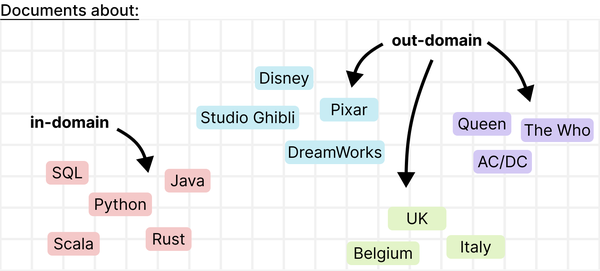 Documents about:
out-domain
Disney
Pixar
Studio Ghibli
DreamWorks
Queen
The Who
AC/DC
in-domain
SQL
Java
Python
Scala
Rust
UK
Belgium
Italy